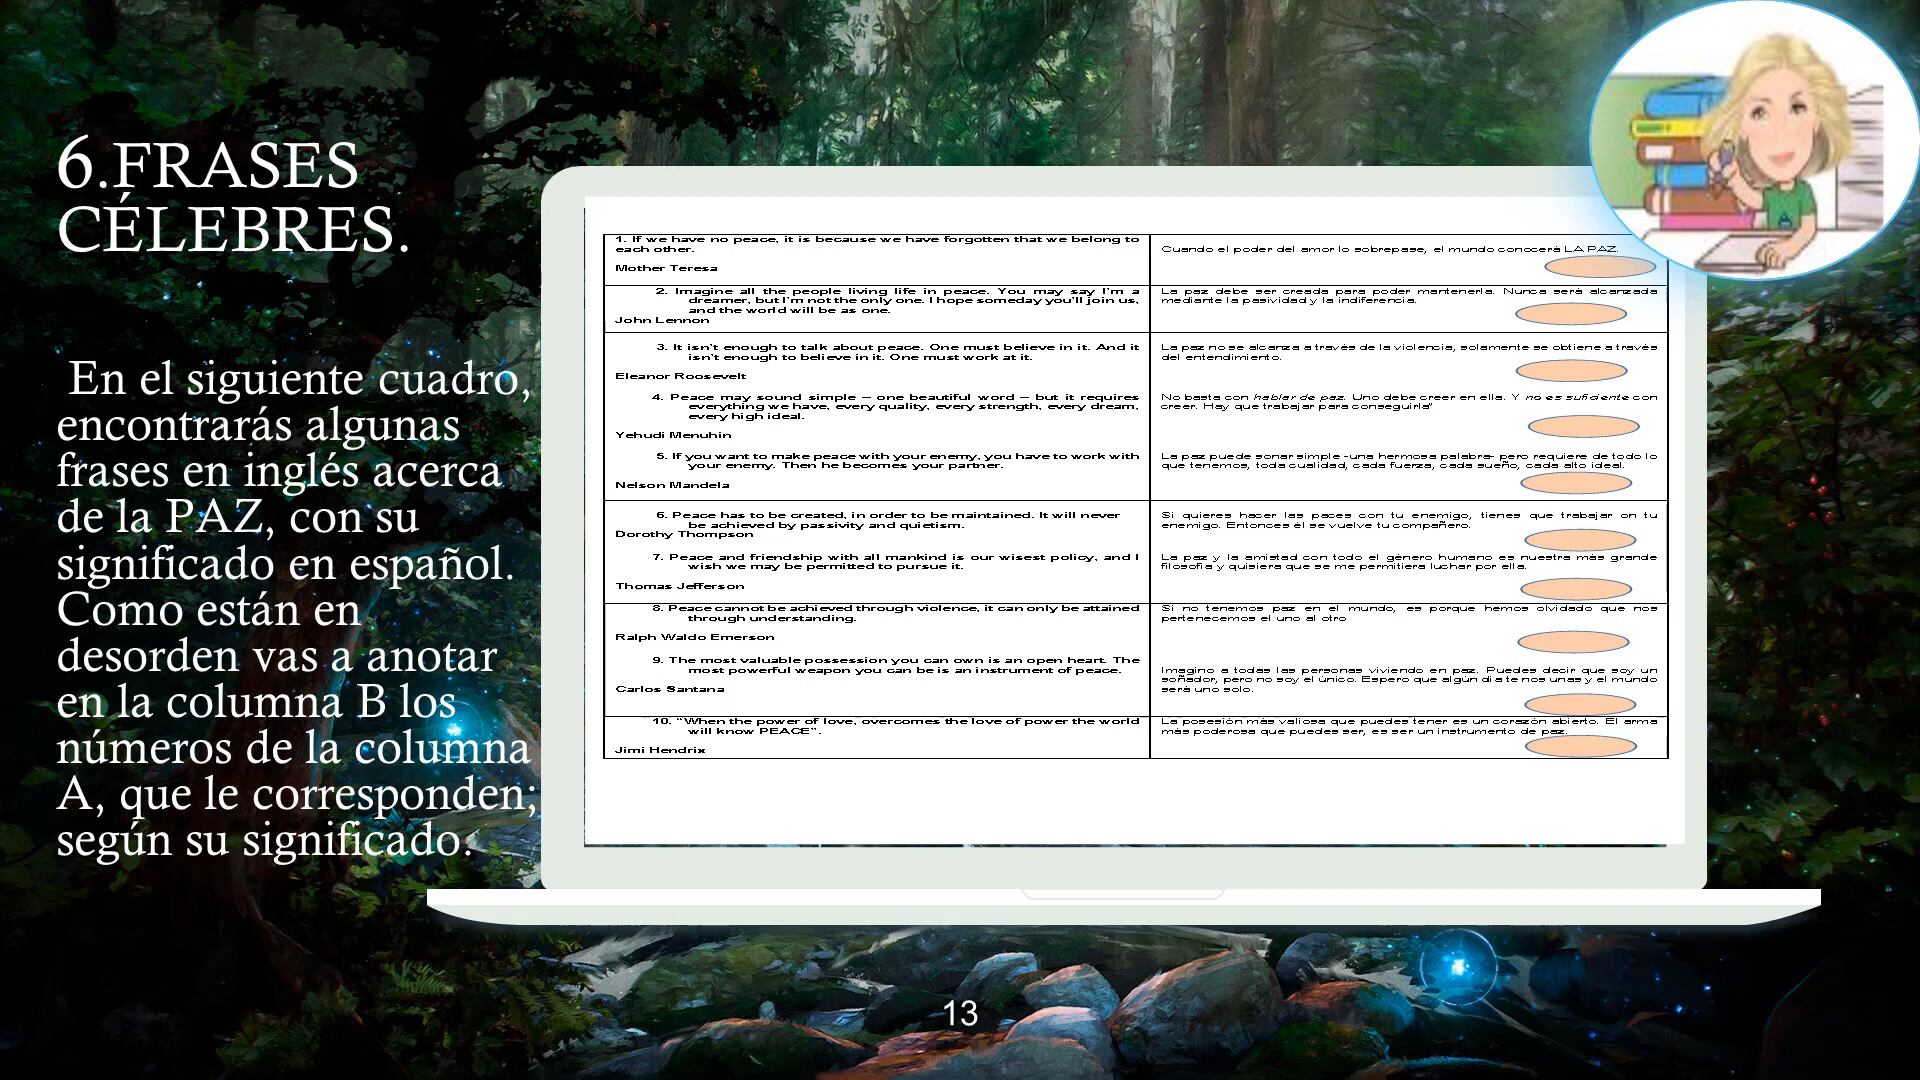 6.FRASES
CÉLEBRES.
En el siguiente cuadro,
encontrarás algunas
frases en inglés acerca
de la PAZ, con su
significado en español.
Como están en
desorden vas a anotar
en la columna B los
números de la columna
A, que le corresponden;
según su significado.
1. If we have no peace, it is because we have forgotten that we belong to
each other.
Mother Teresa
Cuando el poder del amor lo sobrepase, el mundo conocerá LA PAZ.
2. Imagine all the people living life in peace. You may say I'm a
dreamer, but I'm not the only one. I hope someday you'll join us,
and the world will be as one.
John Lennon
La paz debe ser creada para poder mantenerla. Nunca será alcanzada
mediante la pasividad y la indiferencia.
3. It isn't enough to talk about peace. One must believe in it. And it
isn't enough to believe in it. One must work at it.
Eleanor Roosevelt
La paz no se alcanza a través de la violencia, solamente se obtiene a través
del entendimiento.
4. Peace may sound simple – one beautiful word – but it requires
everything we have, every quality, every strength, every dream,
every high ideal.
Yehudi Menuhin
No basta con hablar de paz. Uno debe creer en ella. Y no es suficiente con
creer. Hay que trabajar para conseguirla"
5. If you want to make peace with your enemy, you have to work with
your enemy. Then he becomes your partner.
Nelson Mandela
La paz puede sonar simple -una hermosa palabra- pero requiere de todo lo
que tenemos, toda cualidad, cada fuerza, cada sueño, cada alto ideal.
6. Peace has to be created, in order to be maintained. It will never
be achieved by passivity and quietism.
Dorothy Thompson
Si quieres hacer las paces con tu enemigo, tienes que trabajar on tu
enemigo. Entonces él se vuelve tu compañero.
7. Peace and friendship with all mankind is our wisest policy, and I
wish we may be permitted to pursue it.
Thomas Jefferson
La paz y la amistad con todo el género humano es nuestra más grande
filosofía y quisiera que se me permitiera luchar por ella.
8. Peace cannot be achieved through violence, it can only be attained
through understanding.
Ralph Waldo Emerson
Si no tenemos paz en el mundo, es porque hemos olvidado que nos
pertenecemos el uno al otro
9. The most valuable possession you can own is an open heart. The
most powerful weapon you can be is an instrument of peace.
Carlos Santana
Imagino a todas las personas viviendo en paz. Puedes decir que soy un
soñador, pero no soy el único. Espero que algún día te nos unas y el mundo
será uno solo.
10. "When the power of love, overcomes the love of power the world
will know PEACE".
Jimi Hendrix
La posesión más valiosa que puedes tener es un corazón abierto. El arma
más poderosa que puedes ser, es ser un instrumento de paz.
13